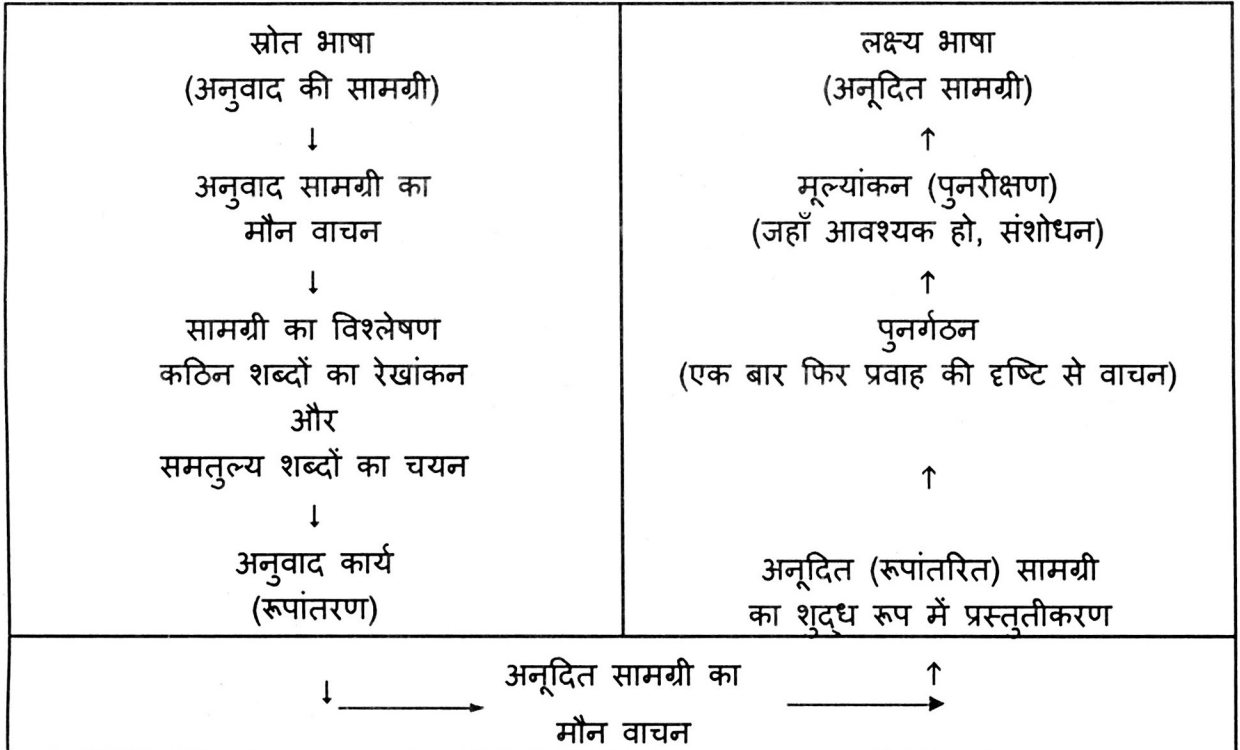 स्रोत भाषा
(अनुवाद की सामग्री)
↓
अनुवाद सामग्री का
मौन वाचन
↓
सामग्री का विश्लेषण
कठिन शब्दों का रेखांकन
और
समतुल्य शब्दों का चयन
↓
अनुवाद कार्य
(रूपांतरण)
लक्ष्य भाषा
(अनूदित सामग्री)
↑
मूल्यांकन (पुनरीक्षण)
(जहाँ आवश्यक हो, संशोधन)
↑
पुनर्गठन
(एक बार फिर प्रवाह की दृष्टि से वाचन)
↑
अनूदित (रूपांतरित) सामग्री
का शुद्ध रूप में प्रस्तुतीकरण
↓ अनूदित सामग्री का ↑
मौन वाचन